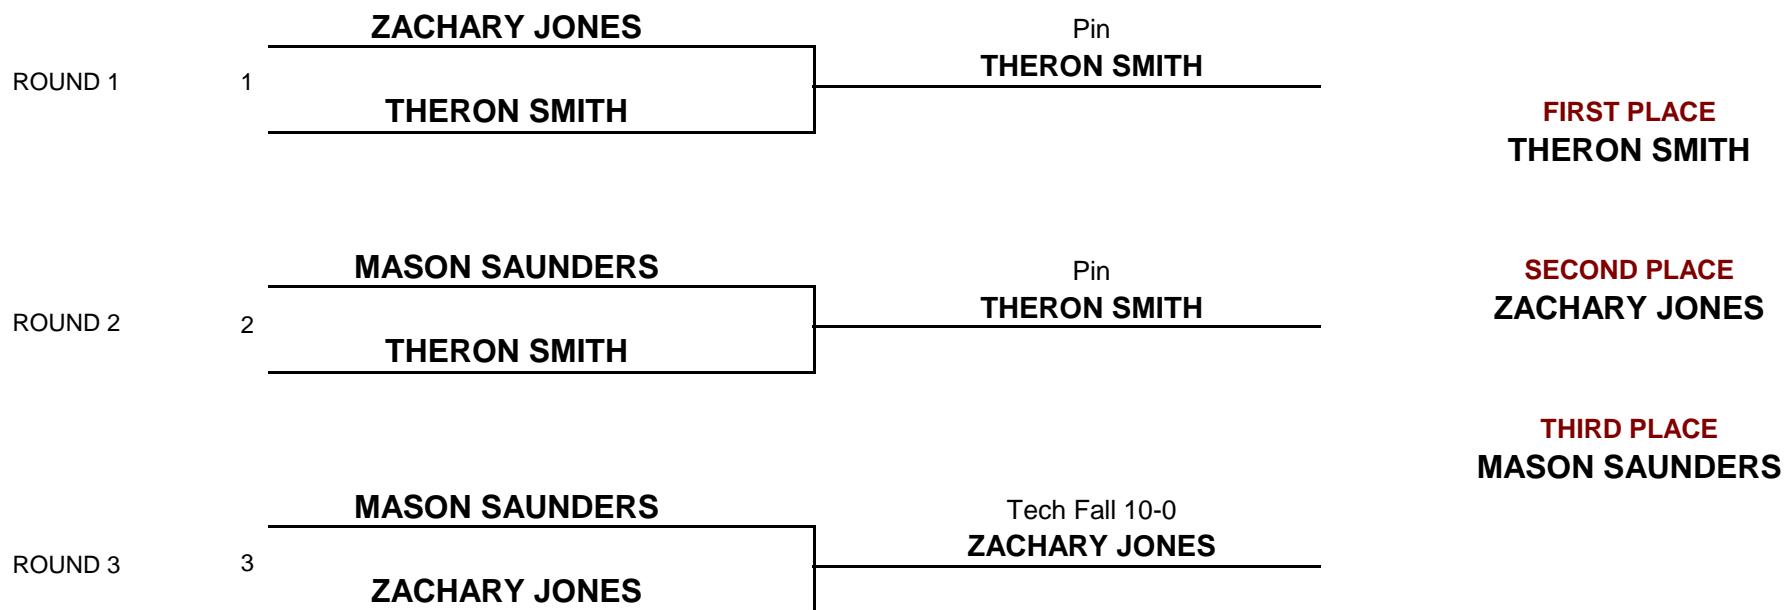 ZACHARY JONES
Pin
ROUND 1
1
THERON SMITH
THERON SMITH
FIRST PLACE
THERON SMITH
MASON SAUNDERS
Pin
SECOND PLACE
ROUND 2
2
THERON SMITH
ZACHARY JONES
THERON SMITH
THIRD PLACE
MASON SAUNDERS
MASON SAUNDERS
Tech Fall 10-0
ROUND 3
3
ZACHARY JONES
ZACHARY JONES